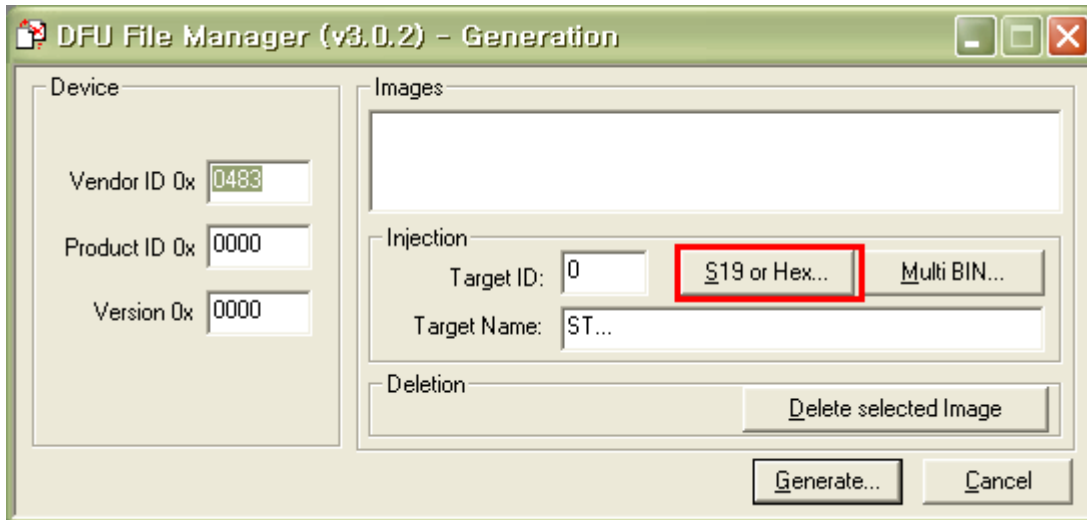 DFU File Manager (v3.0.2) - Generation
Device
Vendor ID 0x 0483
Product ID 0x 0000
Version 0x 0000
Images
Injection
Target ID: 0
S19 or Hex...
Multi BIN...
Target Name: ST...
Deletion
Delete selected Image
Generate...
Cancel